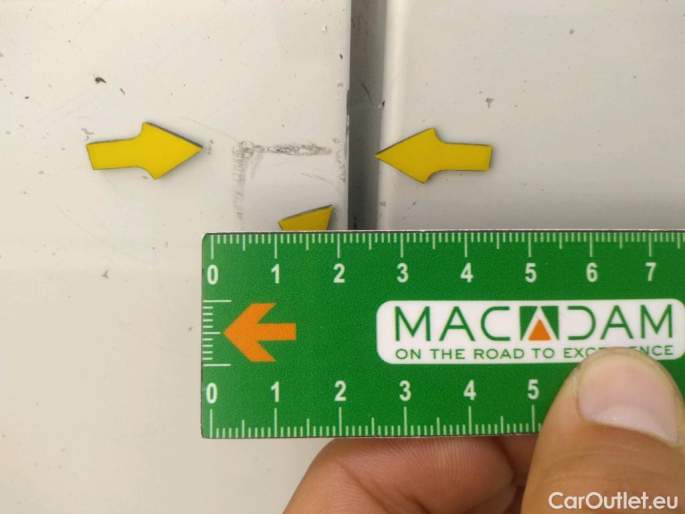 0 1 2 3 4 5 6 7
MACADAM
ON THE ROAD TO EXCELLENCE
0 1 2 3 4 5
CarOutlet.eu